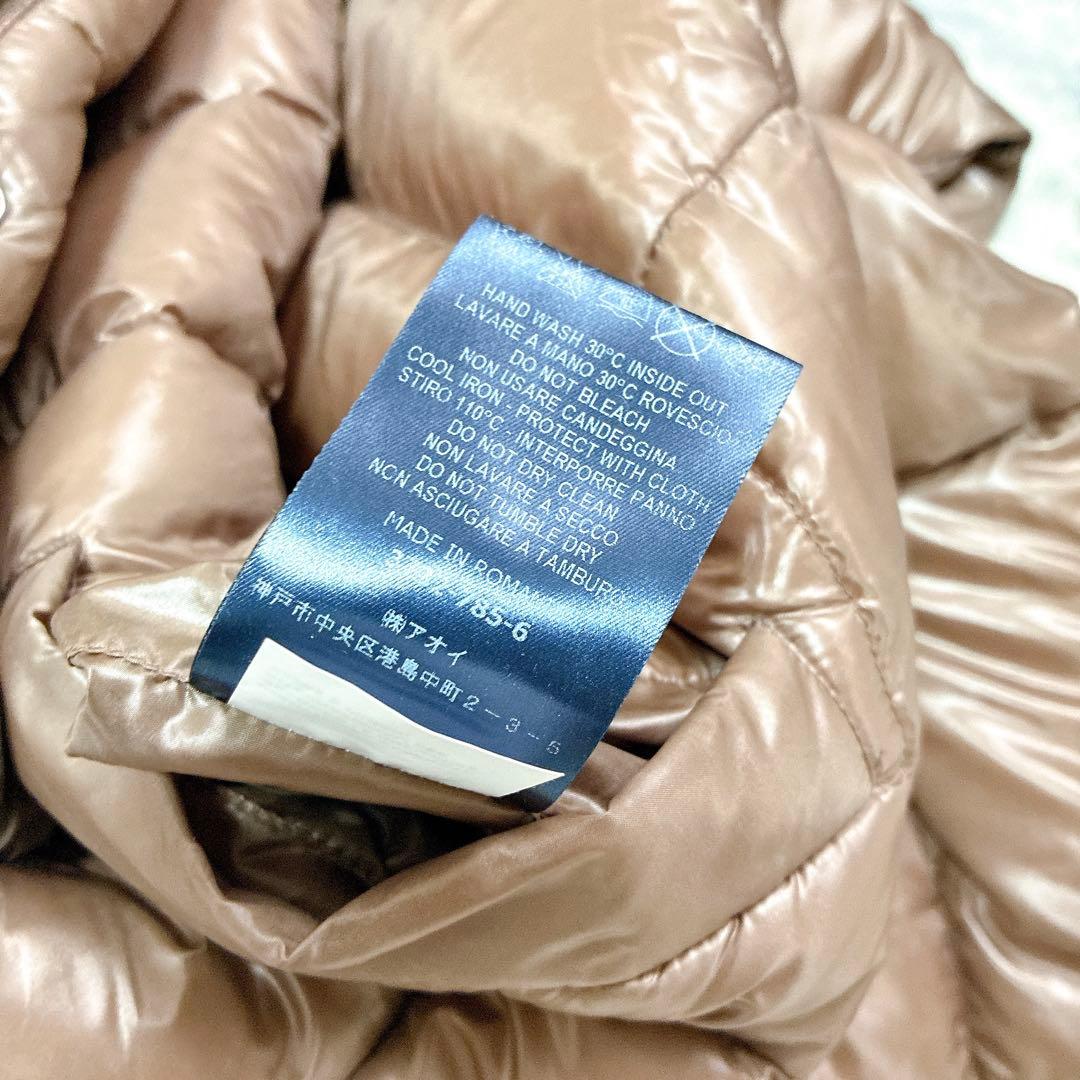 HAND WASH 30°C INSIDE OUT
LAVARE A MANO 30°C ROVESCIO
DO NOT BLEACH
NON USARE CANDEGGINA
COOL IRON - PROTECT WITH CLOTH
STIRO 110°C - INTERPORRE PANNO
DO NOT DRY CLEAN
NON LAVARE A SECCO
DO NOT TUMBLE DRY
NCN ASCIUGARE A TAMBURO
MADE IN ROMA
85-6
㈱アオイ
神戸市中央区港島中町2-3-5